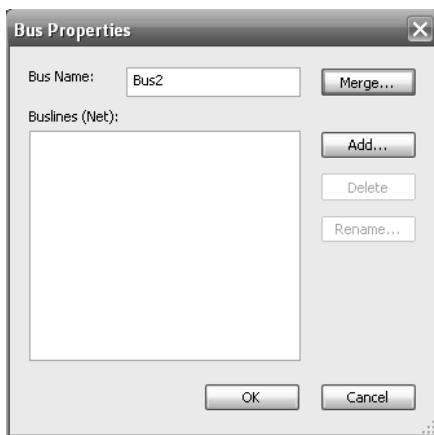 Bus Properties
Bus Name:
Bus2
Merge...
Buslines (Net):
Add...
Delete
Rename...
OK
Cancel